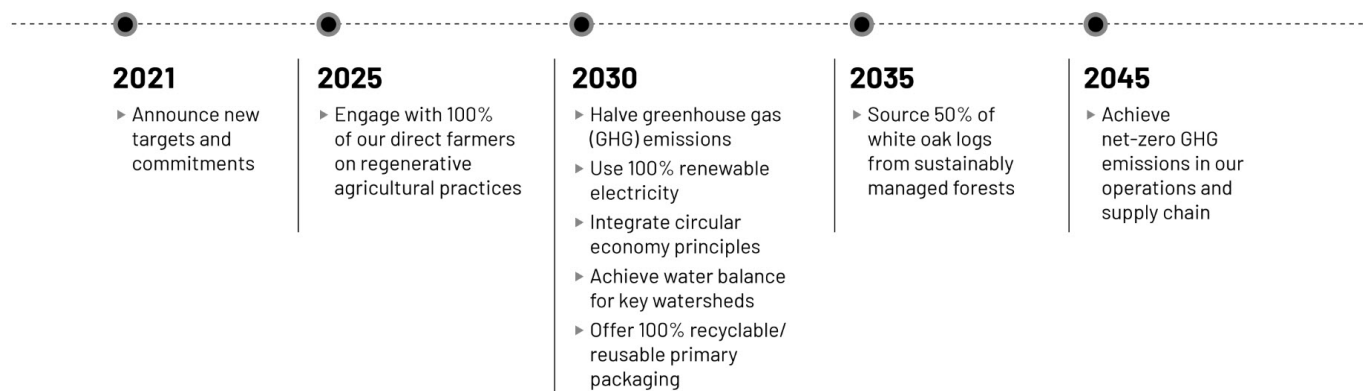 2021
Announce new
targets and
commitments
2025
Engage with 100%
of our direct farmers
on regenerative
agricultural practices
2030
Halve greenhouse gas
(GHG) emissions
Use 100% renewable
electricity
Integrate circular
economy principles
Achieve water balance
for key watersheds
Offer 100% recyclable/
reusable primary
packaging
2035
Source 50% of
white oak logs
from sustainably
managed forests
2045
Achieve
net-zero GHG
emissions in our
operations and
supply chain